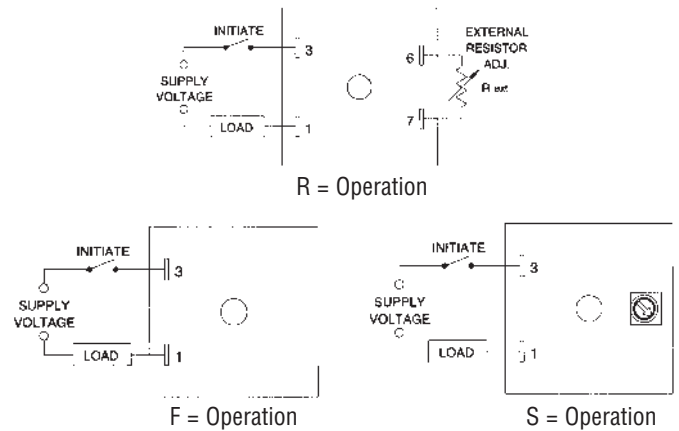 INITIATE
3
SUPPLY
VOLTAGE
LOAD
1
6
7
EXTERNAL
RESISTOR
ADJ.
R ext
R = Operation
INITIATE
3
SUPPLY
VOLTAGE
LOAD
1
F = Operation
INITIATE
3
SUPPLY
VOLTAGE
LOAD
1
S = Operation